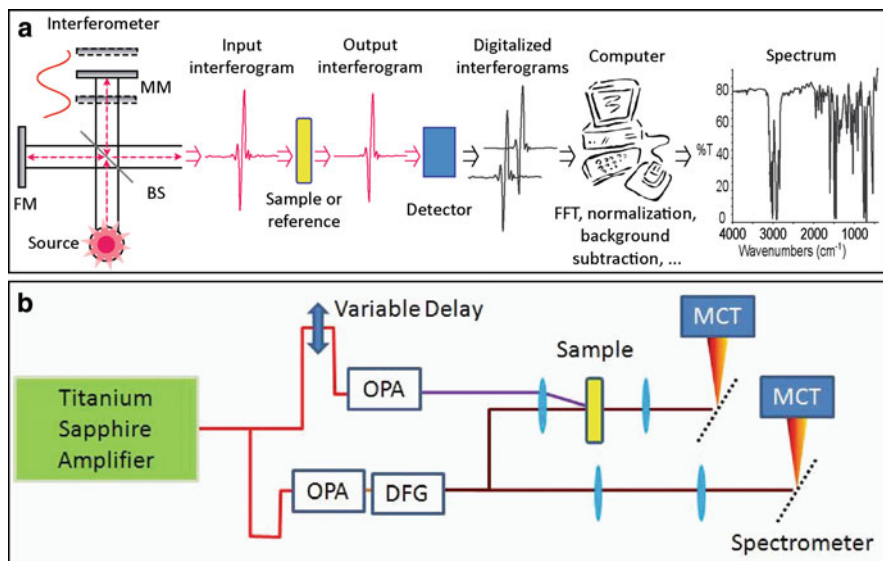 a
Interferometer
MM
FM
BS
Source
Input
interferogram
Sample or
reference
Output
interferogram
Detector
Digitalized
interferograms
Computer
FFT, normalization,
background
subtraction, ...
Spectrum
%T
80
60
40
20
0
4000 3000 2000 1000
Wavenumbers (cm⁻¹)
b
Titanium
Sapphire
Amplifier
Variable Delay
OPA
OPA
DFG
Sample
MCT
MCT
Spectrometer